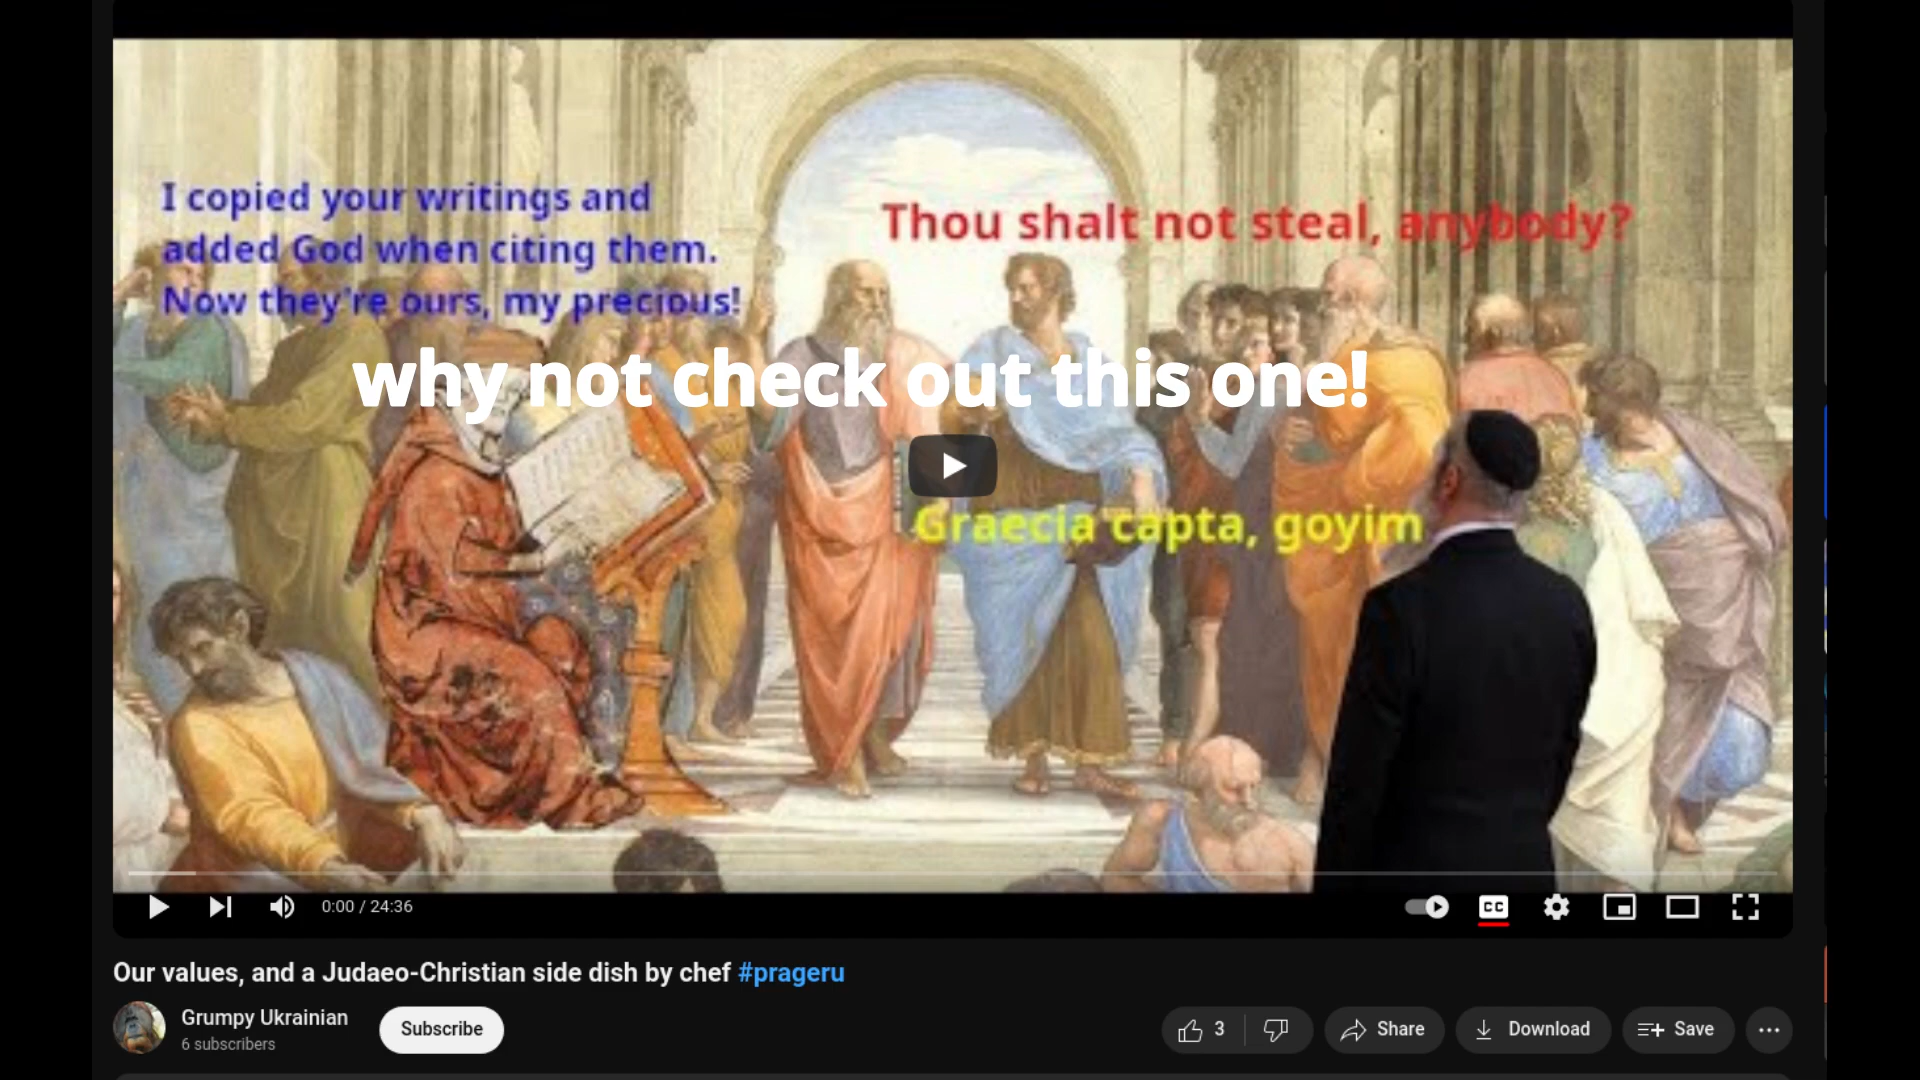 I copied your writings and
added God when citing them.
Now they're ours, my precious!
Thou shalt not steal, anybody?
why not check out this one!
Graecia capta, goyim
0:00 / 24:36
CC
Our values, and a Judaeo-Christian side dish by chef #prageru
Grumpy Ukrainian
6 subscribers
Subscribe
3
Share
Download
Save